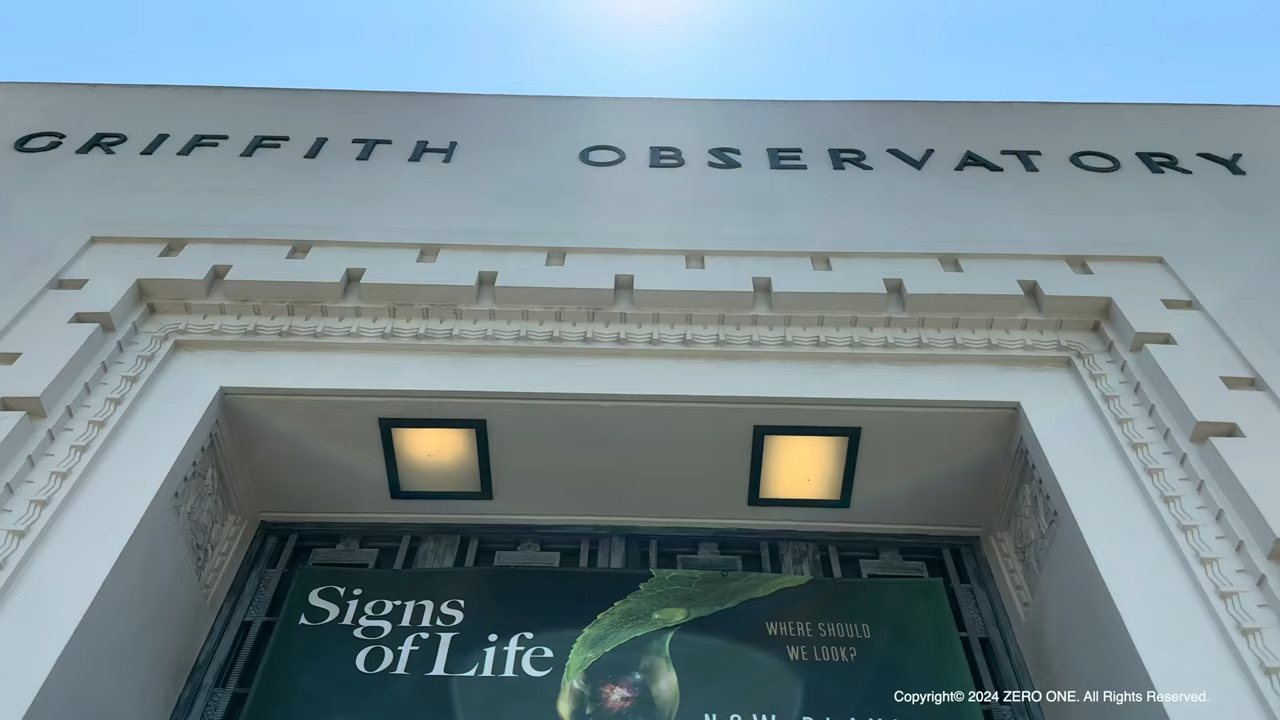 GRIFFITH OBSERVATORY
Signs
of Life
WHERE SHOULD
WE LOOK?
Copyright© 2024 ZERO ONE. All Rights Reserved.